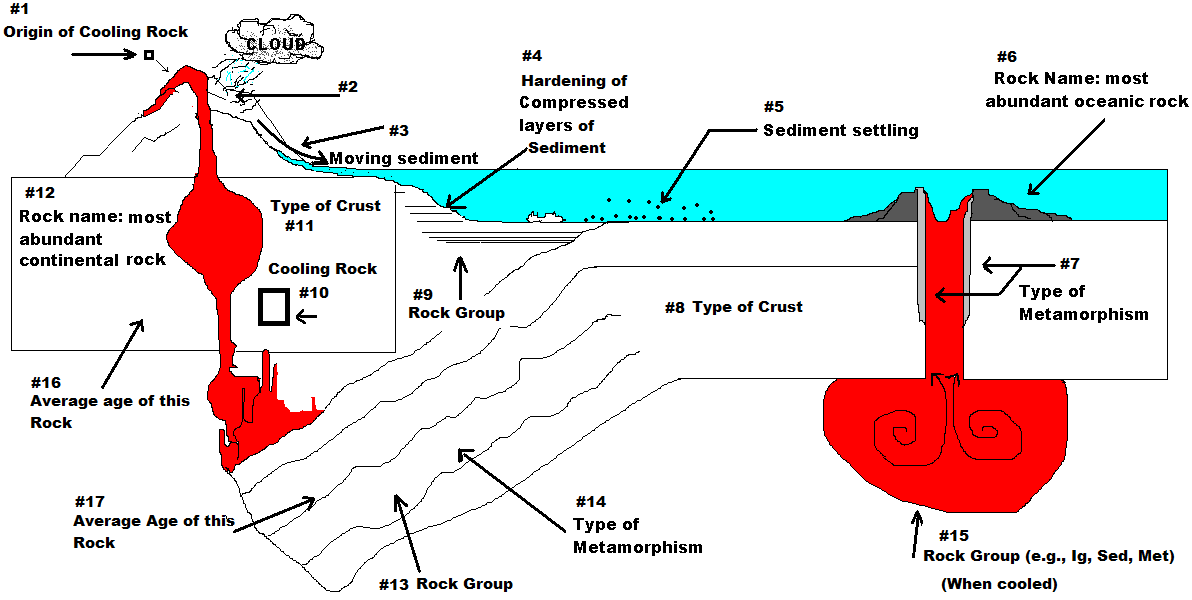 #1
Origin of Cooling Rock
CLOUD
#2
#3
Moving sediment
#4
Hardening of
Compressed
layers of
Sediment
#5
Sediment settling
#6
Rock Name: most
abundant oceanic rock
#12
Rock name: most
abundant
continental rock
Type of Crust
#11
Cooling Rock
#10
#9
Rock Group
#8 Type of Crust
#7
Type of
Metamorphism
#16
Average age of this
Rock
#17
Average Age of this
Rock
#13 Rock Group
#14
Type of
Metamorphism
#15
Rock Group (e.g., Ig, Sed, Met)
(When cooled)